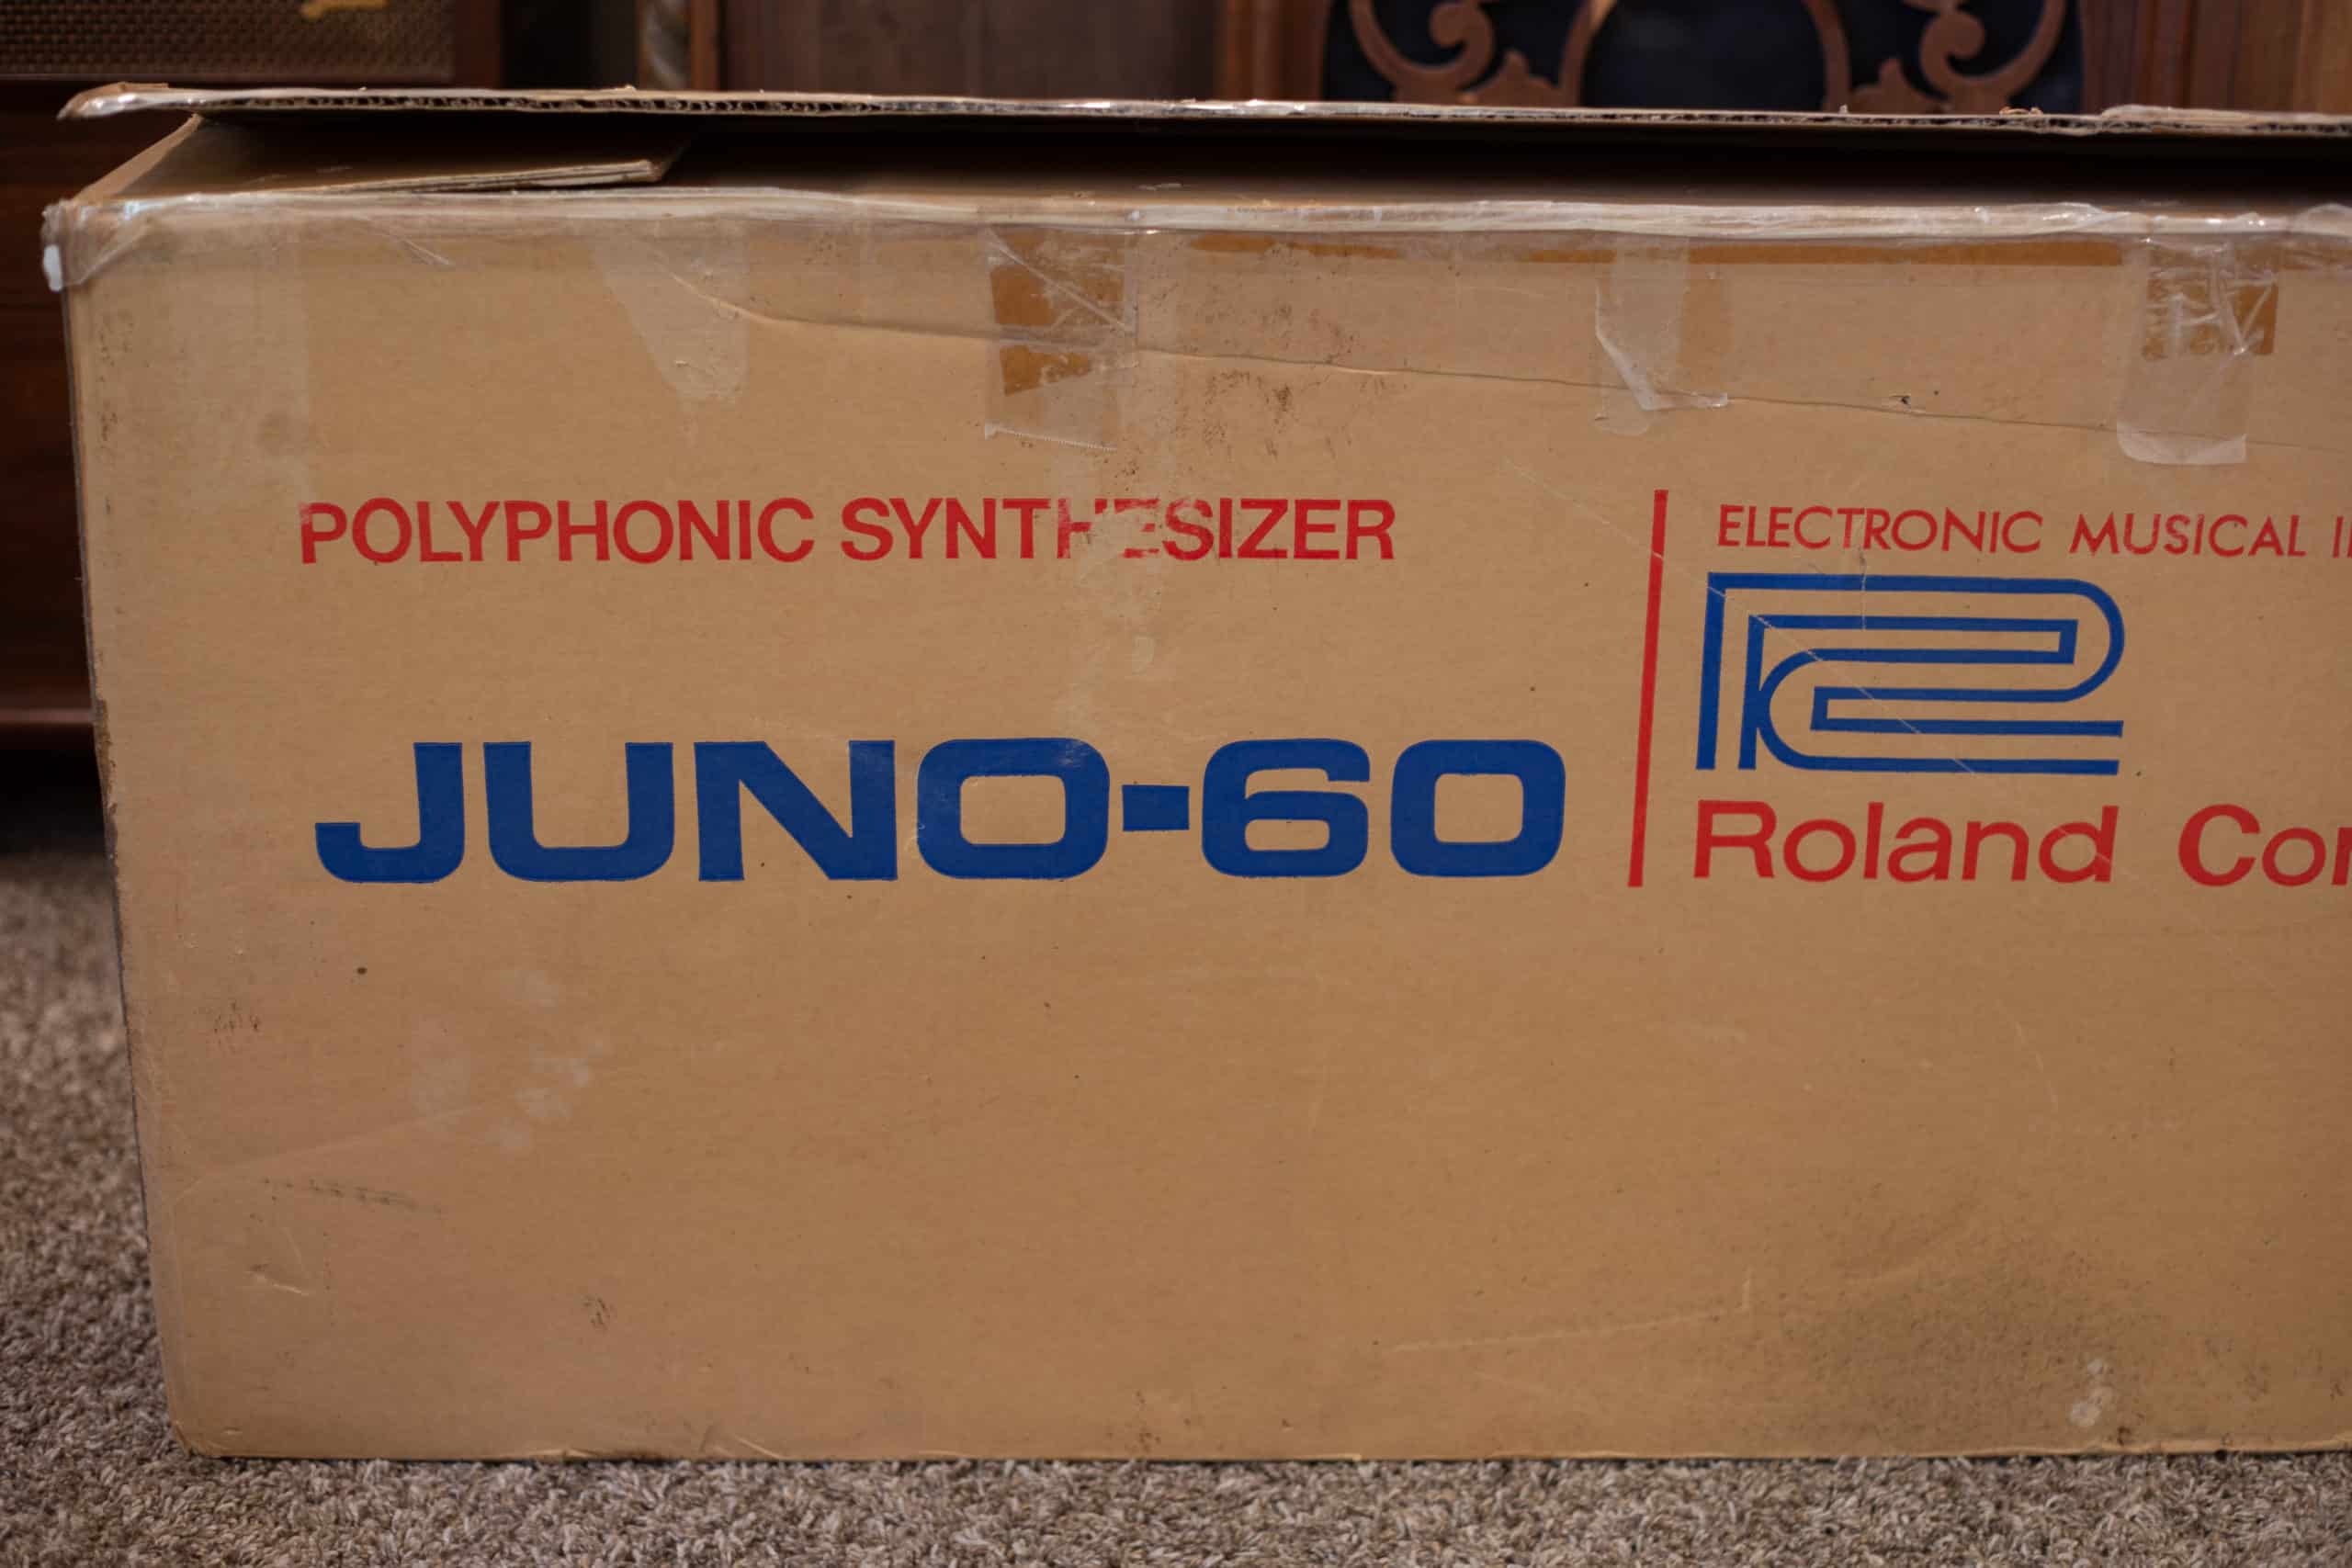 POLYPHONIC SYNTHESIZER
JUNO-60
ELECTRONIC MUSICAL
Roland